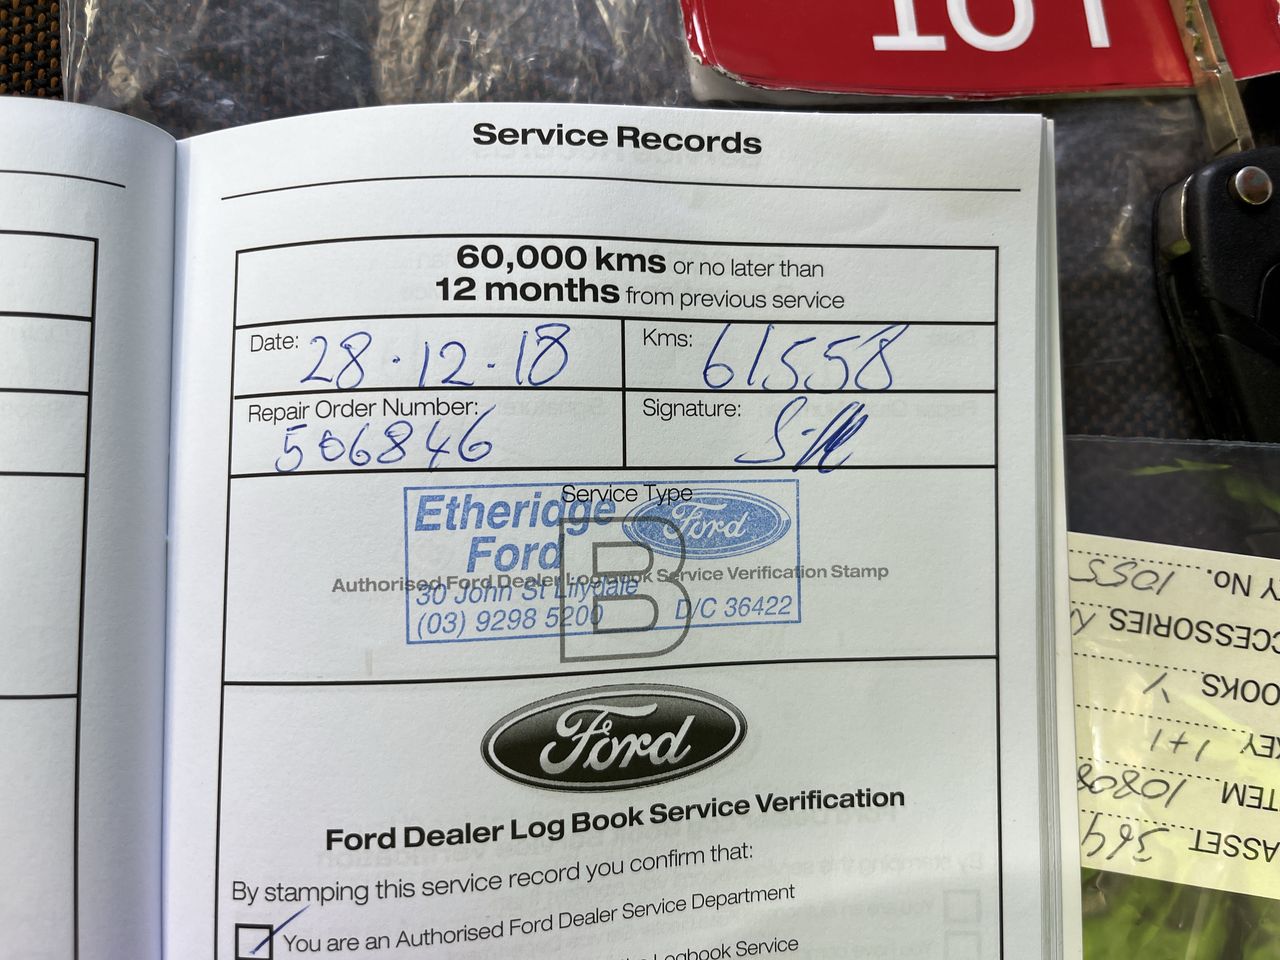 LOT
Service Records
60,000 kms or no later than
12 months from previous service
Date: 28.12.18
Kms: 61558
Repair Order Number: 506846
Signature:
Service Type
B
Etheridge
Ford
Ford
Authorised Ford Dealer Log Book Service Verification Stamp
30 John St Lilydale
(03) 9298 5200 D/C 36422
Ford
Ford Dealer Log Book Service Verification
By stamping this service record you confirm that:
You are an Authorised Ford Dealer Service Department
Logbook Service
ASSET
TEM 10808
KEY 1+1
OOKS Y
CCESSORIES
Y No. 1055